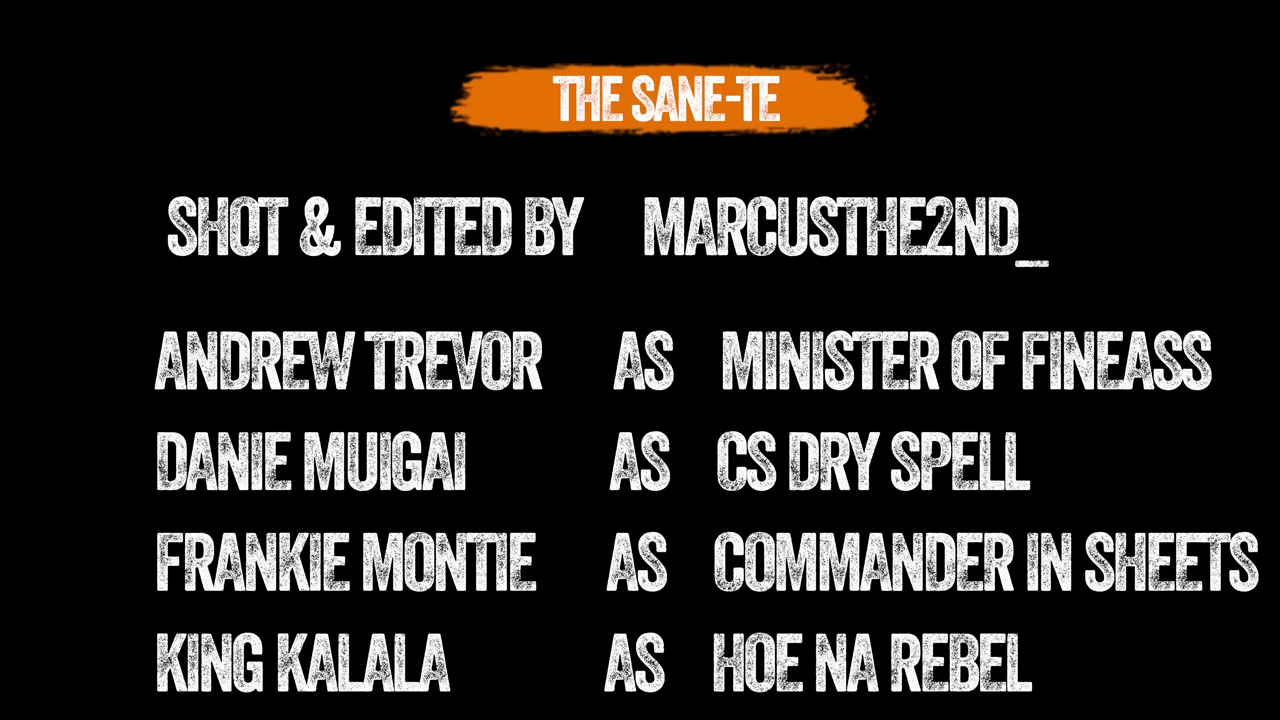 THE SANE-TE
SHOT & EDITED BY MARCUSTHE2ND_
ANDREW TREVOR AS MINISTER OF FINEASS
DANIE MUIGAI AS CS DRY SPELL
FRANKIE MONTIE AS COMMANDER IN SHEETS
KING KALALA AS HOE NA REBEL